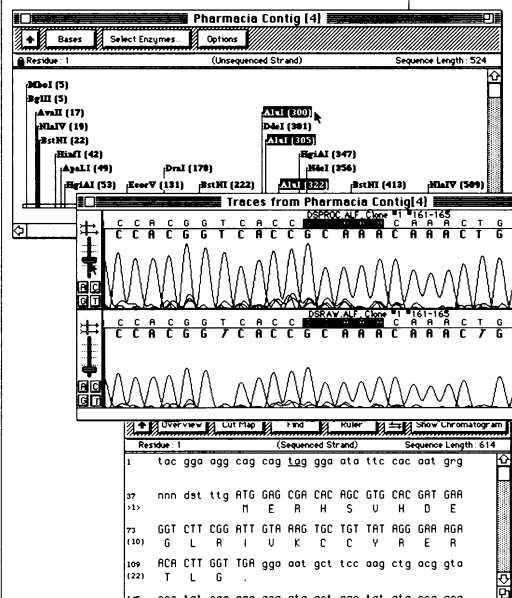 Pharmacia Contig [4]
Bases Select Enzymes... Options
Residue: 1 (Unsequenced Strand) Sequence Length: 524
MboI (5)
BglII (5)
AvaII (17) AluI (300)
NlaIV (19) DdeI (301)
BstNI (22) AluI (305)
HinfI (42) HgiAI (347)
ApaLI (49) DraI (178) NdeI (356)
HgiAI (53) EcorV (131) BstNI (222) AluI (322) BstNI (413) NlaIV (509)
Traces from Pharmacia Contig[4]
DSPROC.ALF Clone #1 #161-165
C C A C G G T C A C C C A A A C T G
C C A C G G T C A C C G C A A A C A A A C T G
A C
G T
DSRAW.ALF Clone #1 #161-165
C C A C G G T C A C C C A A A C T G
C C A C G G T C A C C G C A A A C A A A C T G
A C
G T
Overview Cut Map Find Ruler Show Chromatogram
Residue: 1 (Sequenced Strand) Sequence Length: 614
1 tac gga agg cag cag tag gga ata ttc cac aat grg
37 nnn dst ttg ATG GAG CGA CAC AGC GTG CAC GAT GAA
>1> M E R H S V H D E
73 GGT CTT CGG ATT GTA AAG TGC TGT TAT AGG GAA AGA
(10) G L R I V K C C Y R E R
109 ACA CTT GGT TGA gga aat gct tcc aag ctg acg gta
(22) T L G .